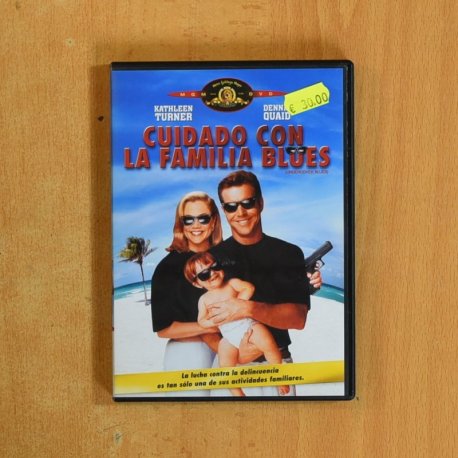 MGM DVD
KATHLEEN TURNER
DENN
QUAID
€ 30.00
CUIDADO CON
LA FAMILIA BLUES
La lucha contra la delincuencia
es tan sólo una de sus actividades familiares.